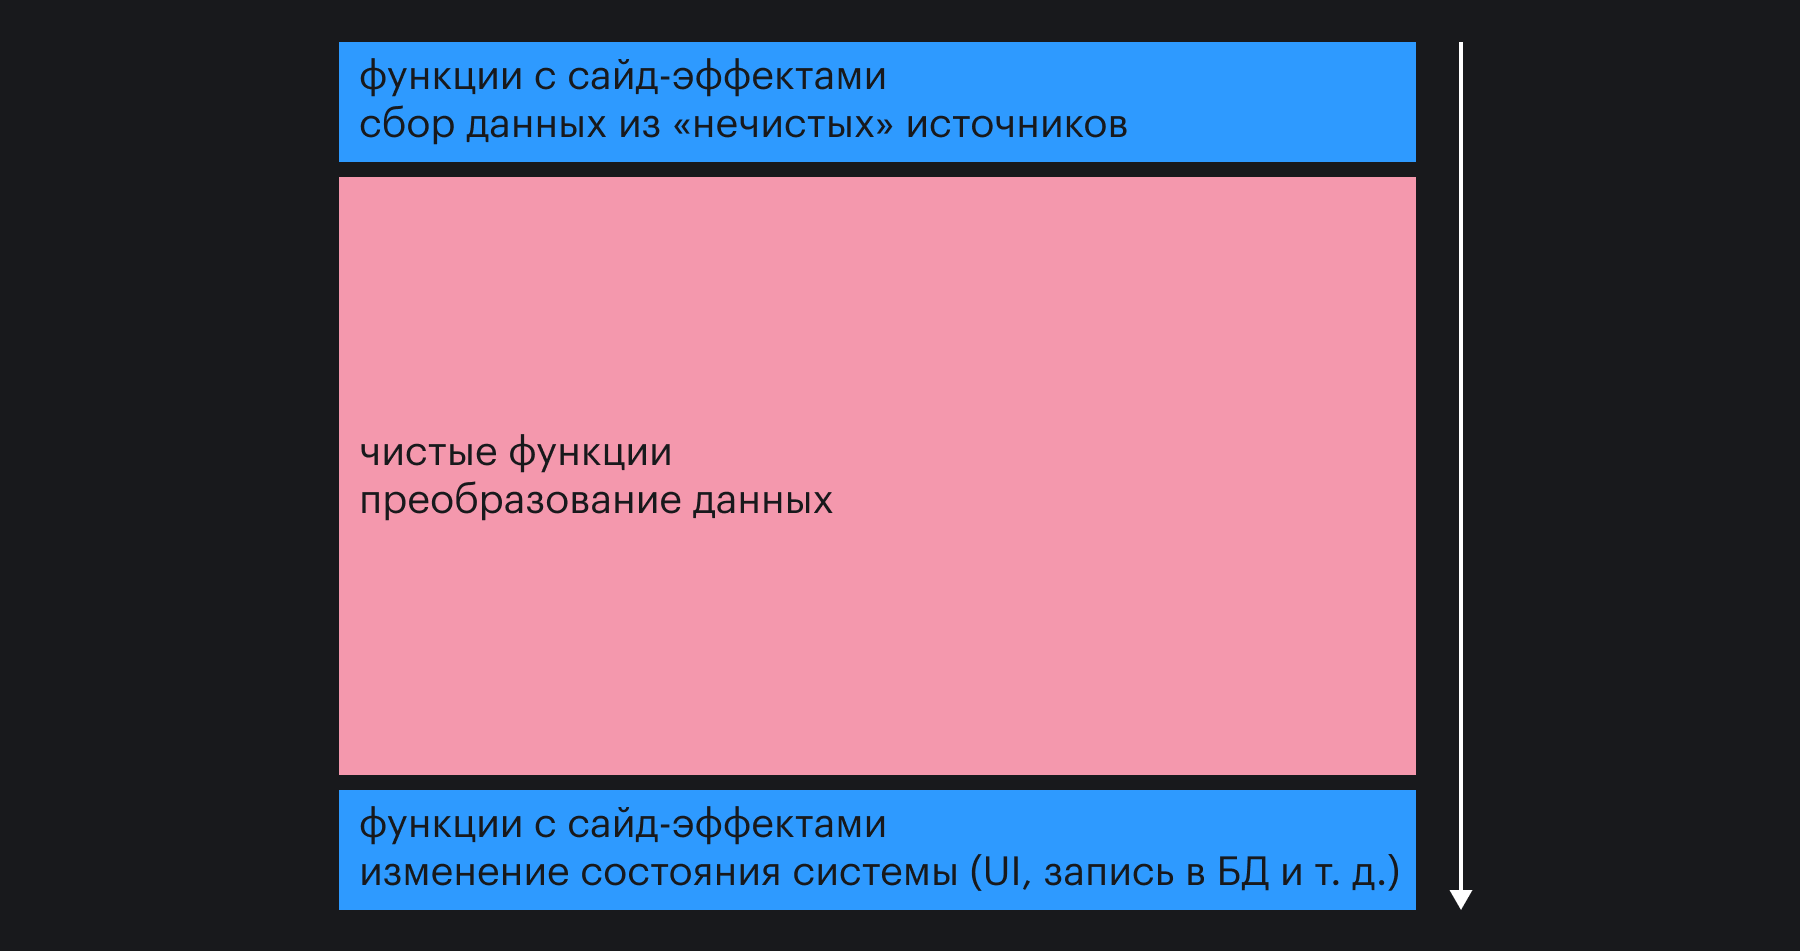 функции с сайд-эффектами
сбор данных из «нечистых» источников
чистые функции
преобразование данных
функции с сайд-эффектами
изменение состояния системы (UI, запись в БД и т. д.)